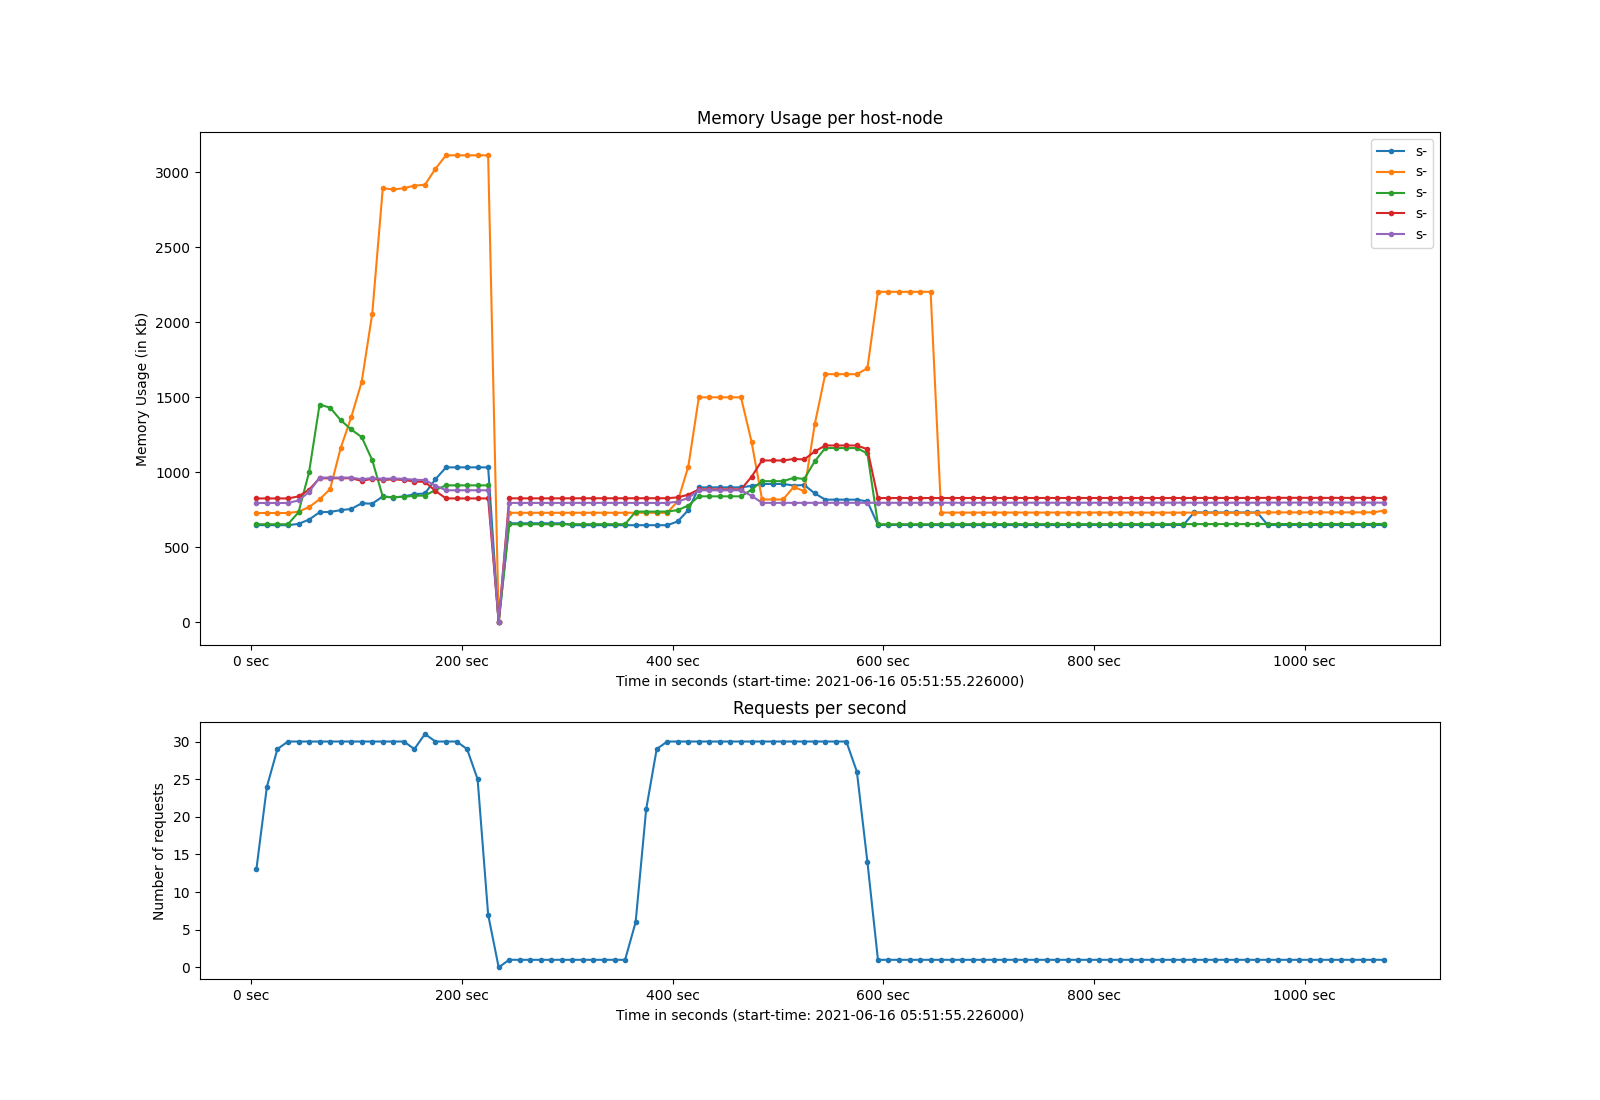 Memory Usage per host-node
s-
s-
s-
s-
s-
Memory Usage (in Kb)
3000
2500
2000
1500
1000
500
0
0 sec 200 sec 400 sec 600 sec 800 sec 1000 sec
Time in seconds (start-time: 2021-06-16 05:51:55.226000)
Requests per second
Number of requests
30
25
20
15
10
5
0
0 sec 200 sec 400 sec 600 sec 800 sec 1000 sec
Time in seconds (start-time: 2021-06-16 05:51:55.226000)